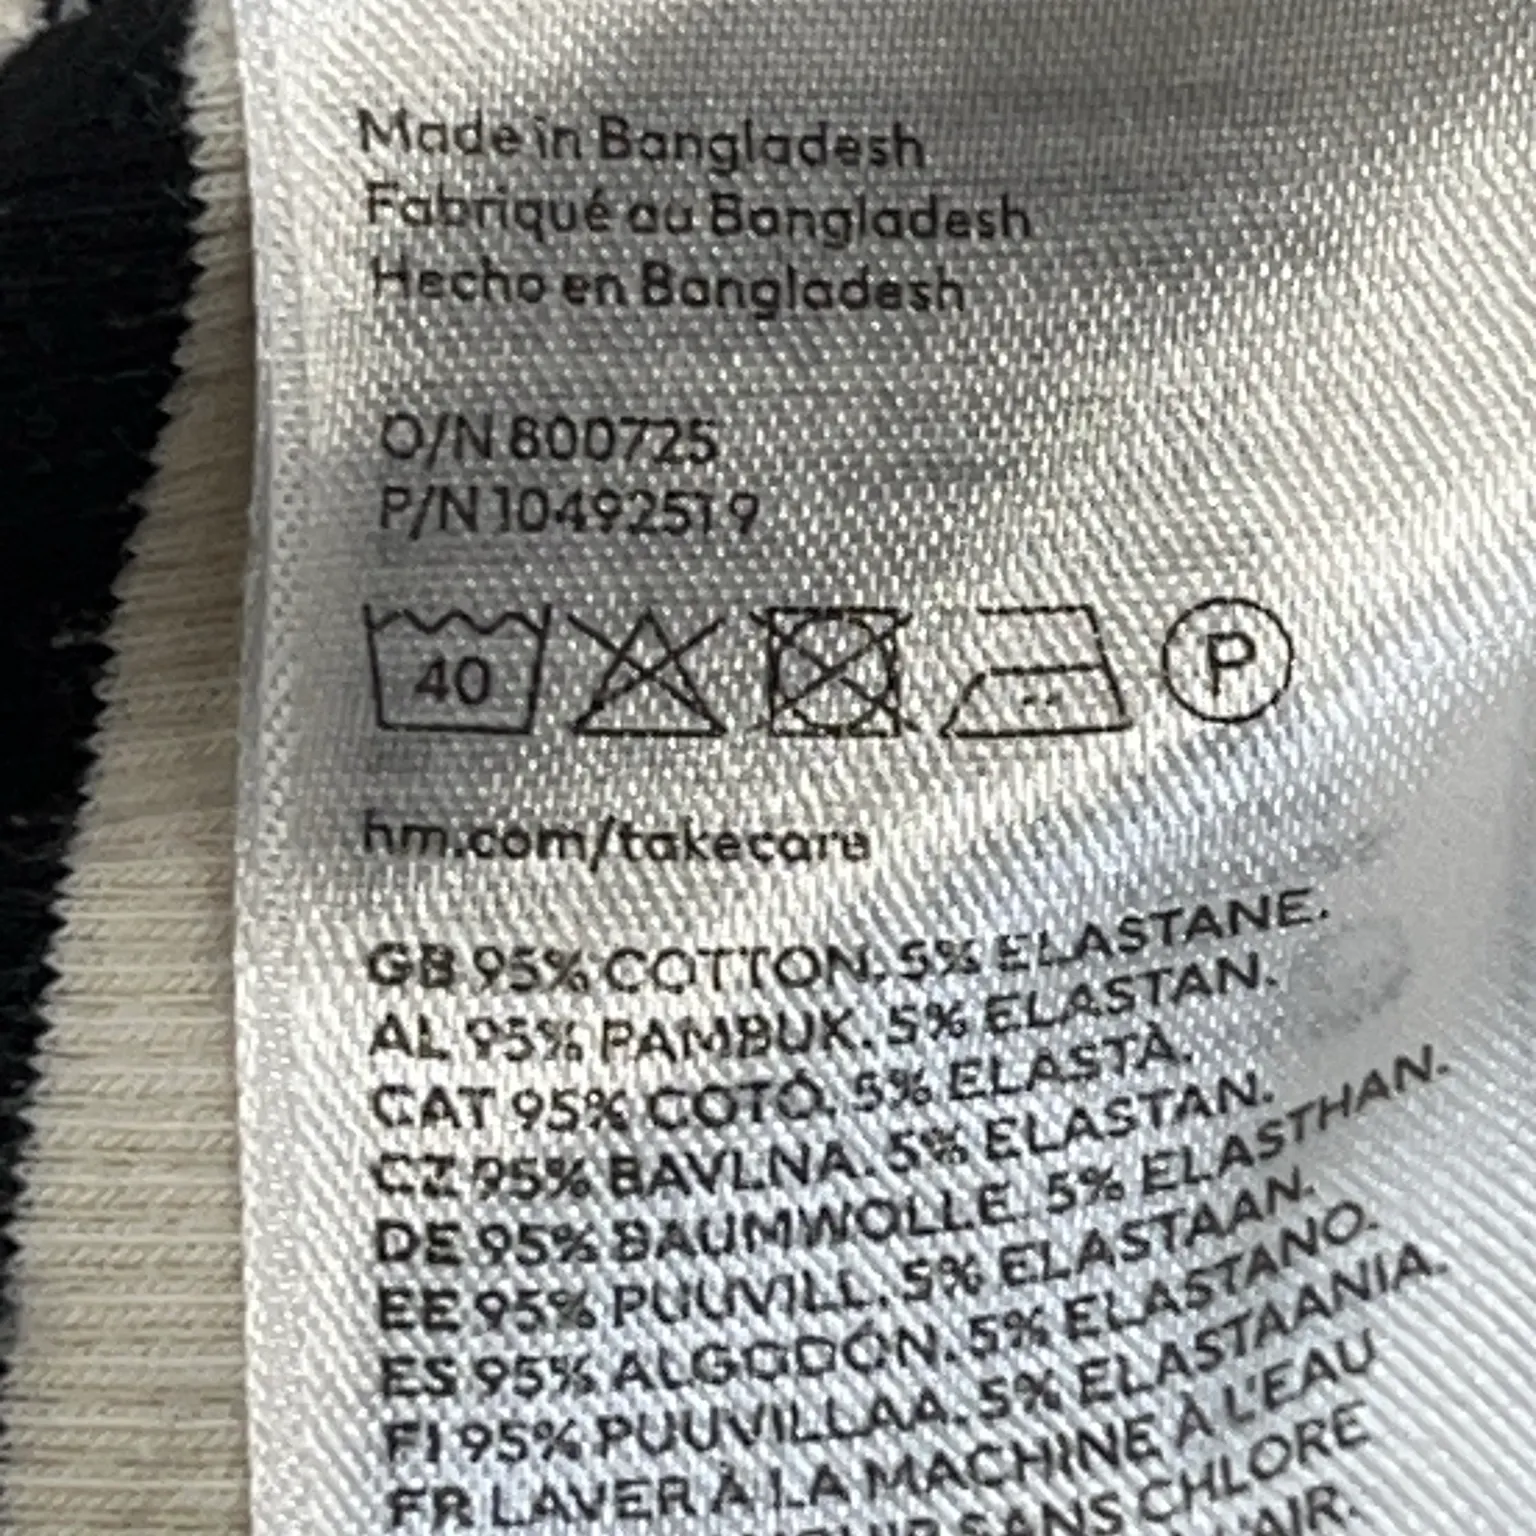 Made in Bangladesh
Fabriqué au Bangladesh
Hecho en Bangladesh
O/N 800725
P/N 10492519
40 P
hm.com/takecare
GB 95% COTTON. 5% ELASTANE.
AL 95% PAMBUK. 5% ELASTAN.
CAT 95% COTÓ. 5% ELASTÀ.
CZ 95% BAVLNA. 5% ELASTAN.
DE 95% BAUMWOLLE. 5% ELASTHAN.
EE 95% PUUVILL. 5% ELASTAAN.
ES 95% ALGODÓN. 5% ELASTANO.
FI 95% PUUVILLAA. 5% ELASTAANIA.
FR LAVER À LA MACHINE À L'EAU
SANS CHLORE